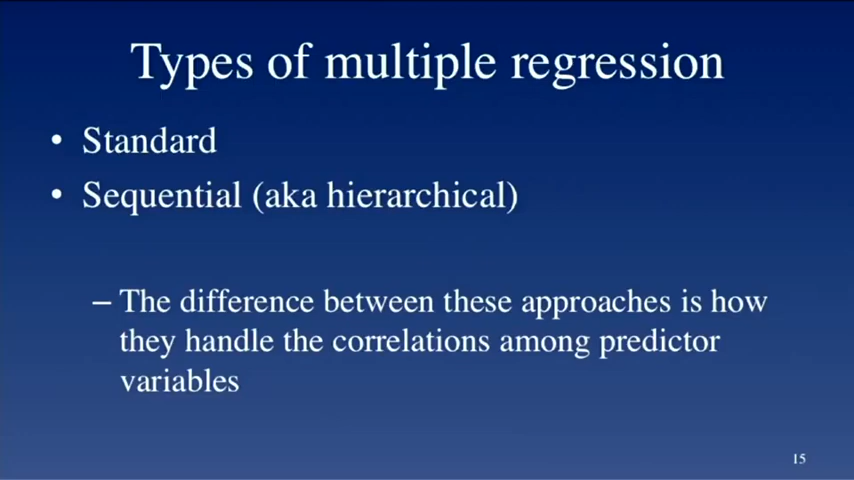 Types of multiple regression
• Standard
• Sequential (aka hierarchical)
– The difference between these approaches is how
they handle the correlations among predictor
variables
15